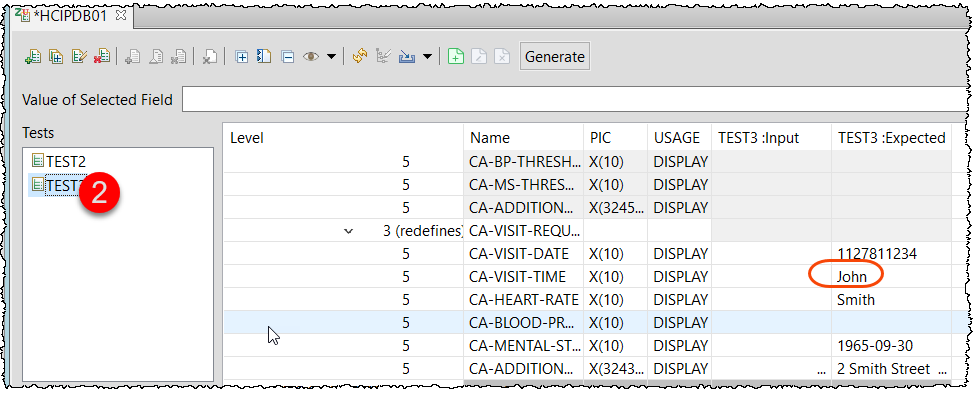 *HCIPDB01
Generate
Value of Selected Field
Tests
TEST2
TEST
2
Level Name PIC USAGE TEST3 :Input TEST3 :Expected
5 CA-BP-THRESH... X(10) DISPLAY
5 CA-MS-THRES... X(10) DISPLAY
5 CA-ADDITION... X(3245... DISPLAY
3 (redefines) CA-VISIT-REQU...
5 CA-VISIT-DATE X(10) DISPLAY 1127811234
5 CA-VISIT-TIME X(10) DISPLAY John
5 CA-HEART-RATE X(10) DISPLAY Smith
5 CA-BLOOD-PR... X(10) DISPLAY
5 CA-MENTAL-ST... X(10) DISPLAY 1965-09-30
5 CA-ADDITION... X(3243... DISPLAY ... 2 Smith Street ...